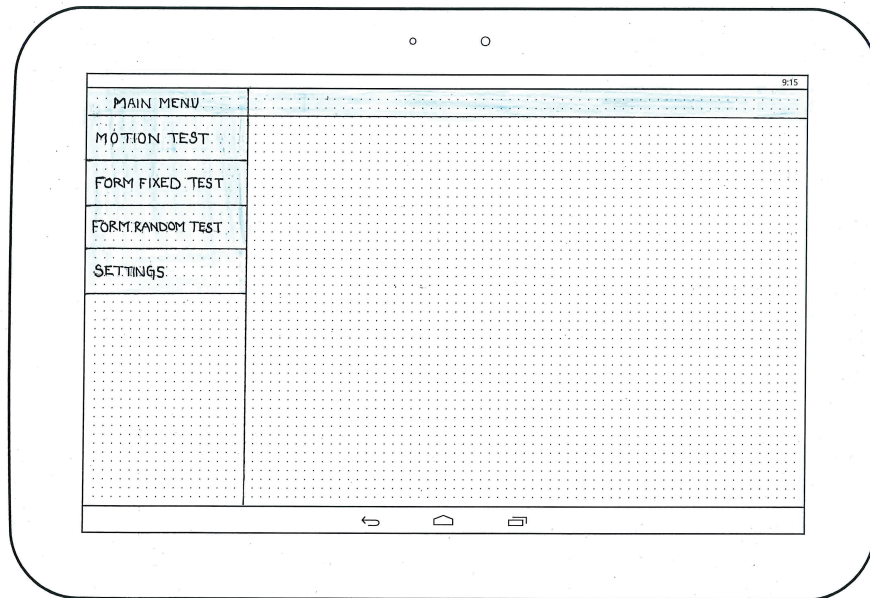 9:15
MAIN MENU
MOTION TEST
FORM FIXED TEST
FORM RANDOM TEST
SETTINGS